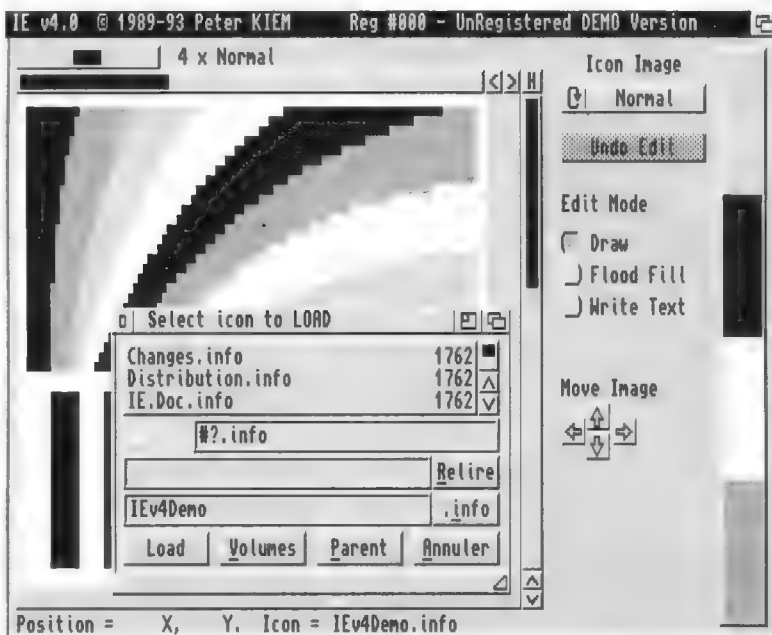 IE v4.0 © 1989-93 Peter KIEM Reg #000 - UnRegistered DEMO Version
4 x Normal
H
Icon Image
Normal
Undo Edit
Edit Mode
Draw
Flood Fill
Write Text
Move Image
Select icon to LOAD
Changes.info 1762
Distribution.info 1762
IE.Doc.info 1762
#?.info
Relire
IEv4Demo .info
Load Volumes Parent Annuler
Position = X, Y. Icon = IEv4Demo.info